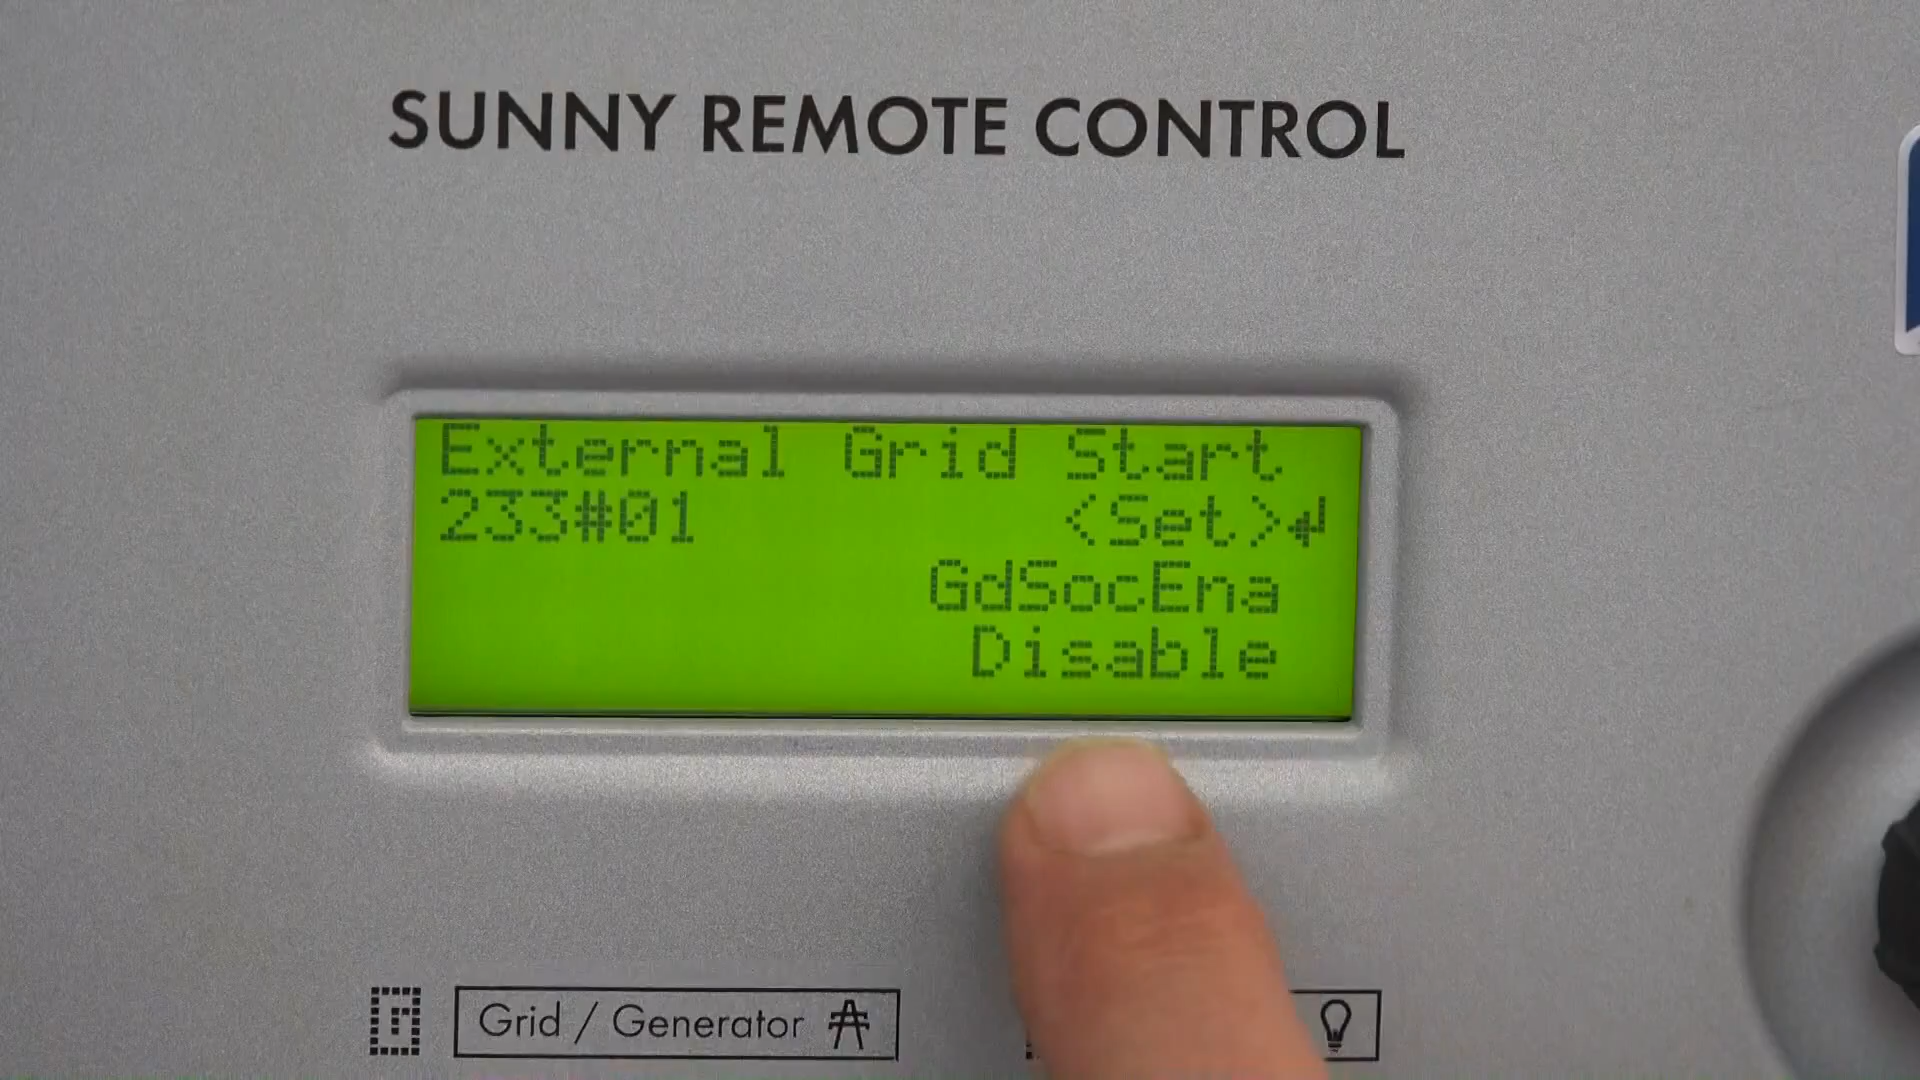 SUNNY REMOTE CONTROL
External Grid Start
233#01 <Set>↵
GdSocEna
Disable
Grid / Generator